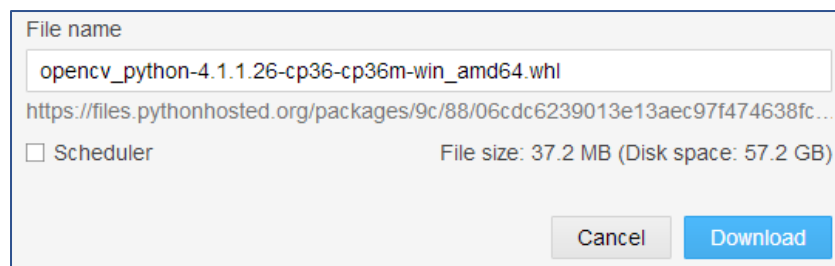 File name
opencv_python-4.1.1.26-cp36-cp36m-win_amd64.whl
https://files.pythonhosted.org/packages/9c/88/06cdc6239013e13aec97f474638fc...
Scheduler File size: 37.2 MB (Disk space: 57.2 GB)
Cancel Download